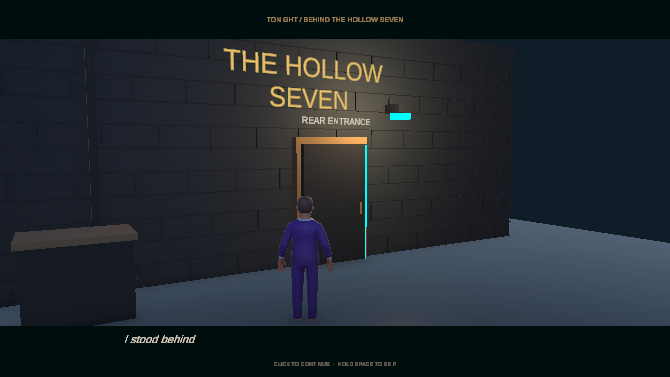 TONIGHT / BEHIND THE HOLLOW SEVEN
THE HOLLOW
SEVEN
REAR ENTRANCE
I stood behind
CLICK TO CONTINUE - HOLD SPACE TO SKIP